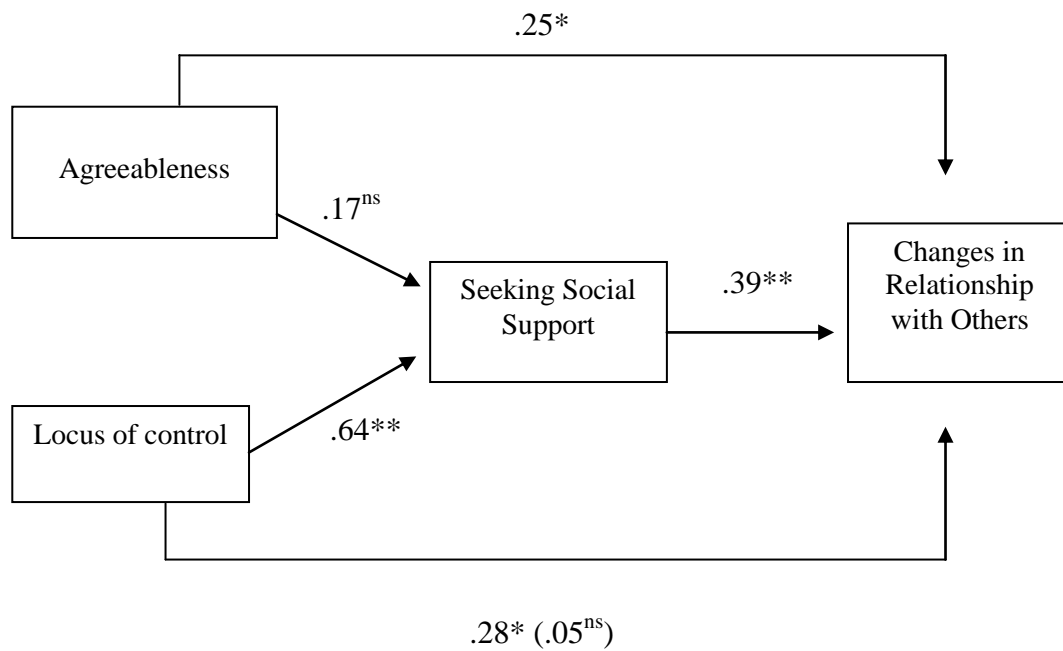 .25*
Agreeableness
.17ns
Changes in
Relationship
with Others
Seeking Social
Support
.39**
Locus of control
.64**
.28* (.05ns)